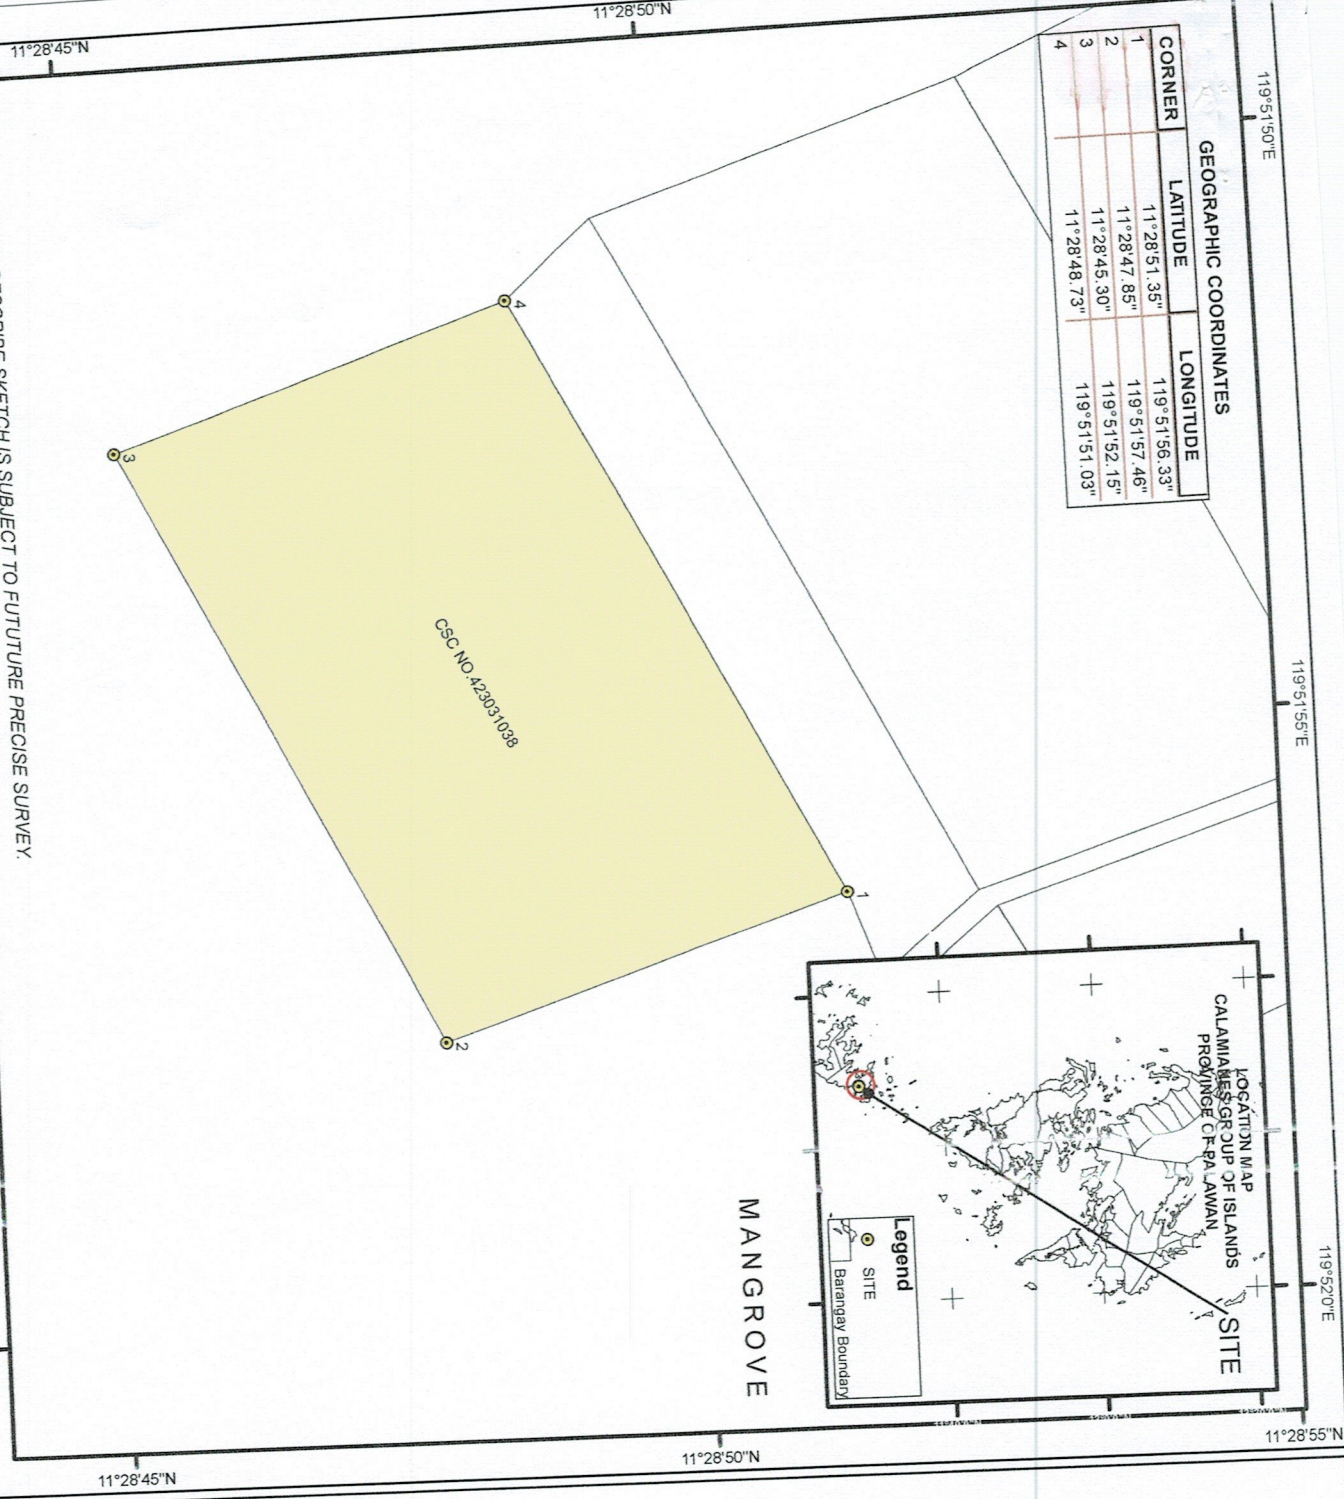 GEOGRAPHIC COORDINATES
CORNER LATITUDE LONGITUDE
1 11°28'51.35" 119°51'56.33"
2 11°28'47.85" 119°51'57.46"
3 11°28'45.30" 119°51'52.15"
4 11°28'48.73" 119°51'51.03"
119°51'50"E
119°51'55"E
119°52'0"E
11°28'55"N
11°28'50"N
11°28'50"N
11°28'45"N
11°28'45"N
4
1
3
2
CSC NO.423031038
LOCATION MAP
CALAMIANES GROUP OF ISLANDS
PROVINCE OF PALAWAN
SITE
Legend
SITE
Barangay Boundary
MANGROVE
SKETCH IS SUBJECT TO FUTUTURE PRECISE SURVEY.